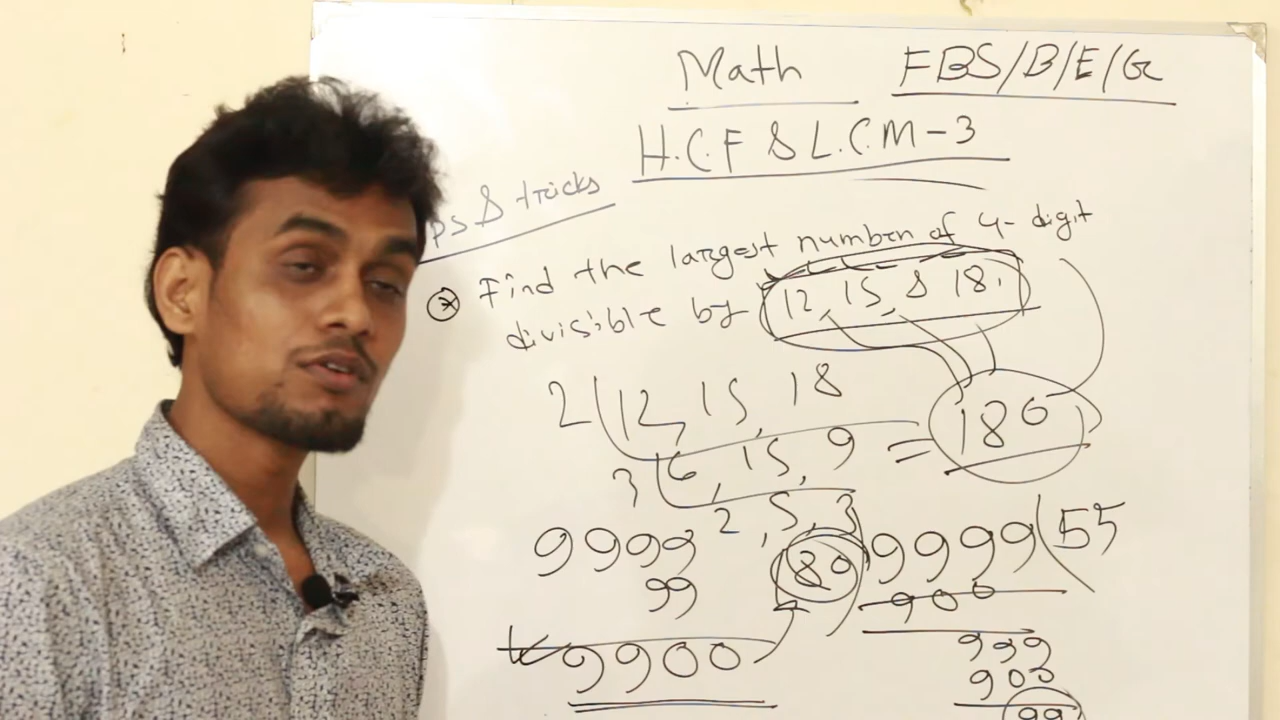 Math FBS/B/E/G
H.C.F & L.C.M-3
ps & tricks
* Find the largest number of 4-digit
divisible by 12, 15, & 18.
2 12, 15, 18
3 6, 15, 9 = 180
2, 5, 3
9999
99
9900
180 9999 55
900
999
900
99